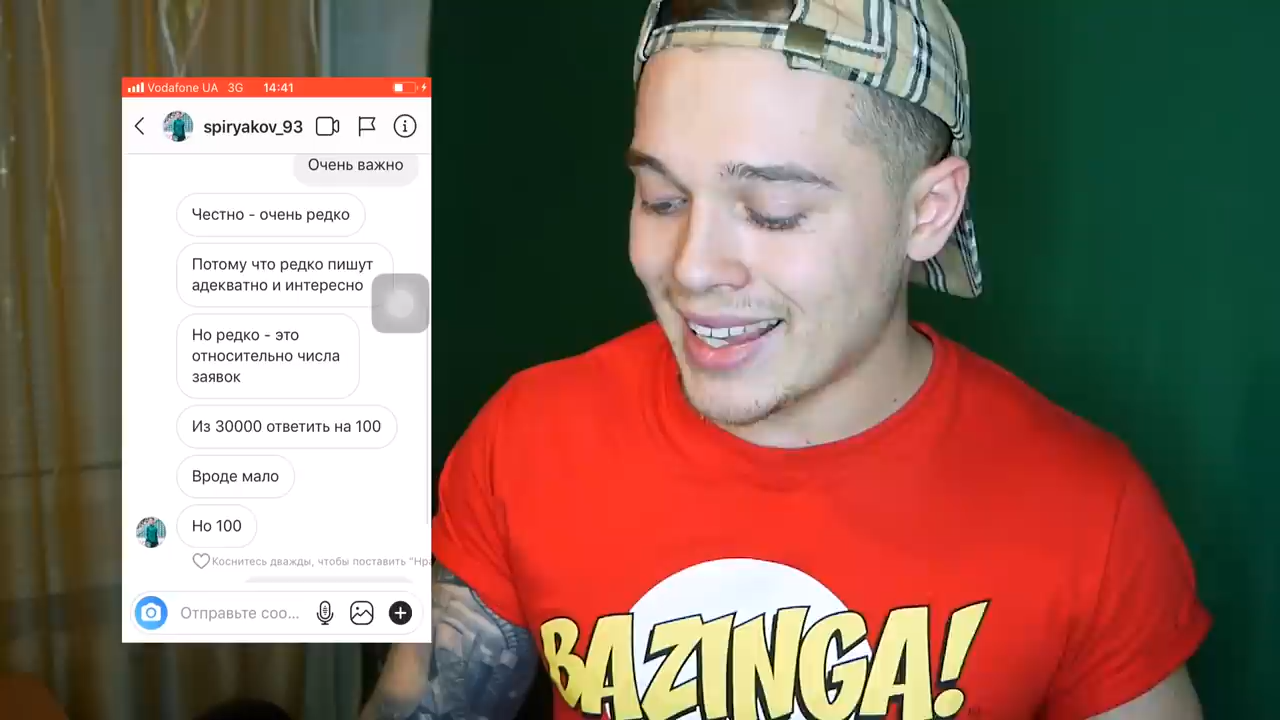 Vodafone UA 3G 14:41
spiryakov_93
Очень важно
Честно - очень редко
Потому что редко пишут
адекватно и интересно
Но редко - это
относительно числа
заявок
Из 30000 ответить на 100
Вроде мало
Но 100
Коснитесь дважды, чтобы поставить "Нра
Отправьте соо...
BAZINGA!